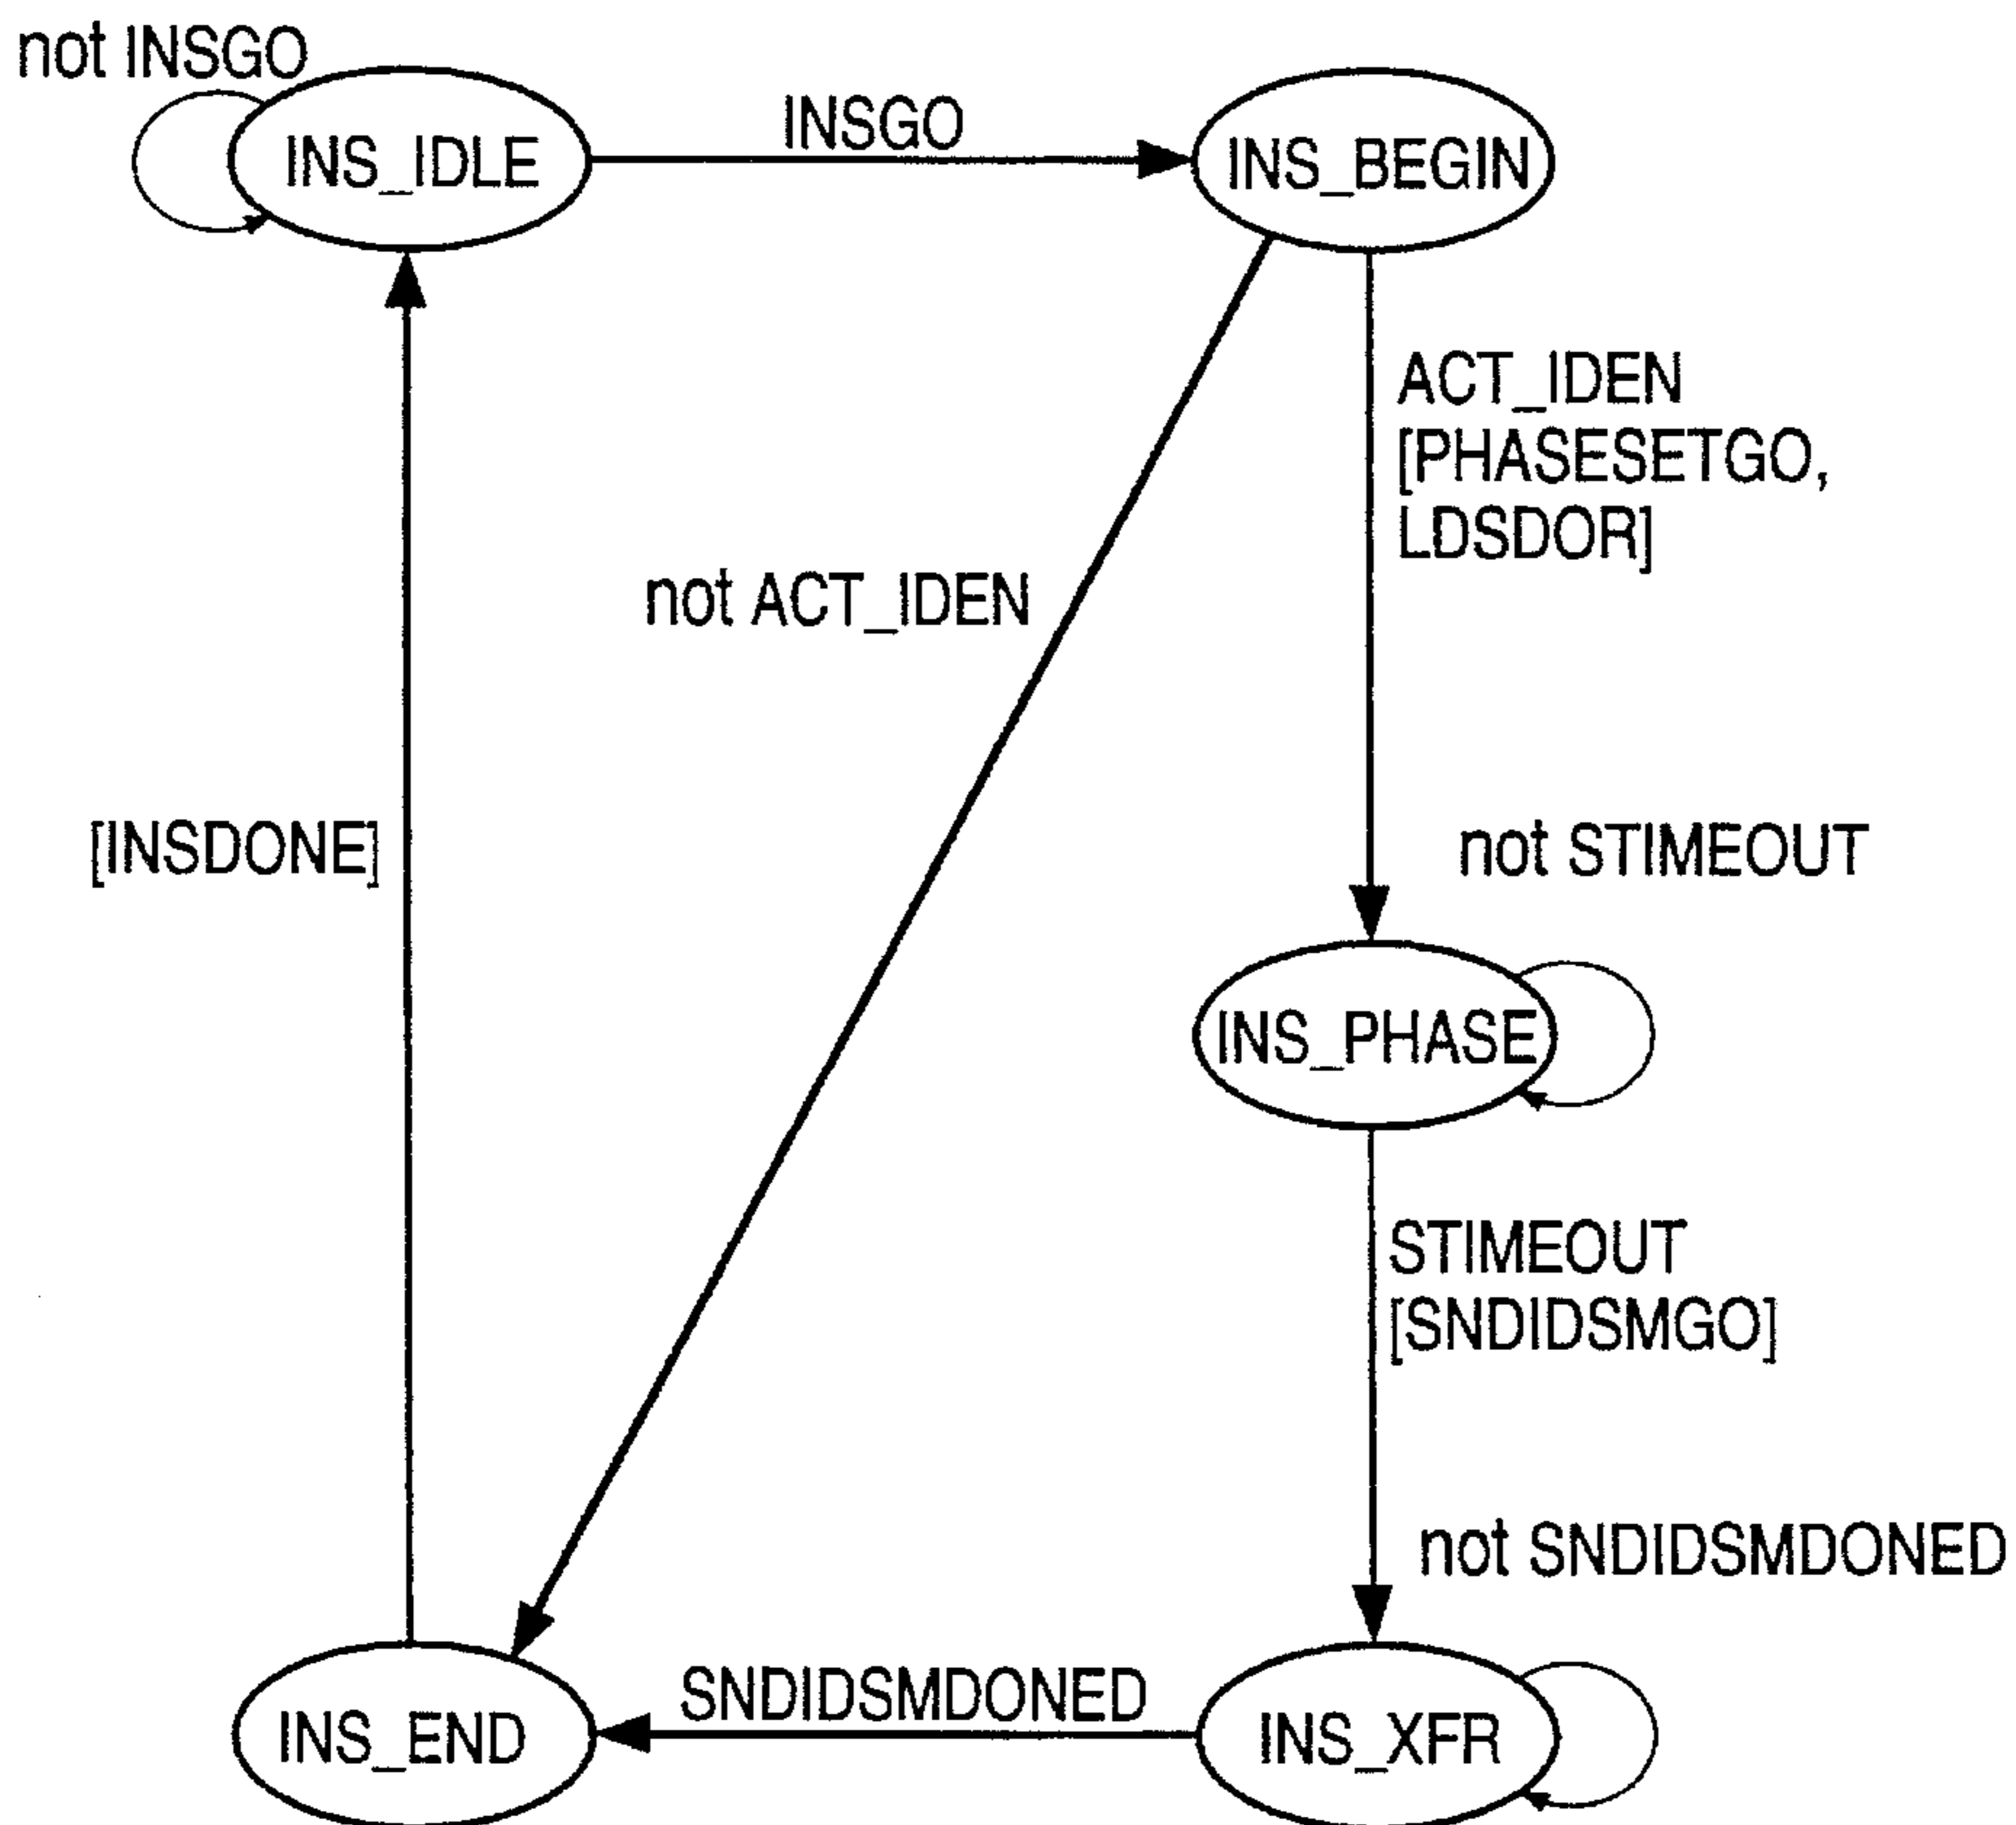 not INSGO
INSGO
INS_IDLE
INS_BEGIN
ACT_IDEN
[PHASESETGO,
LDSDOR]
not ACT_IDEN
[INSDONE]
not STIMEOUT
INS_PHASE
STIMEOUT
[SNDIDSMGO]
not SNDIDSMDONED
SNDIDSMDONED
INS_END
INS_XFR